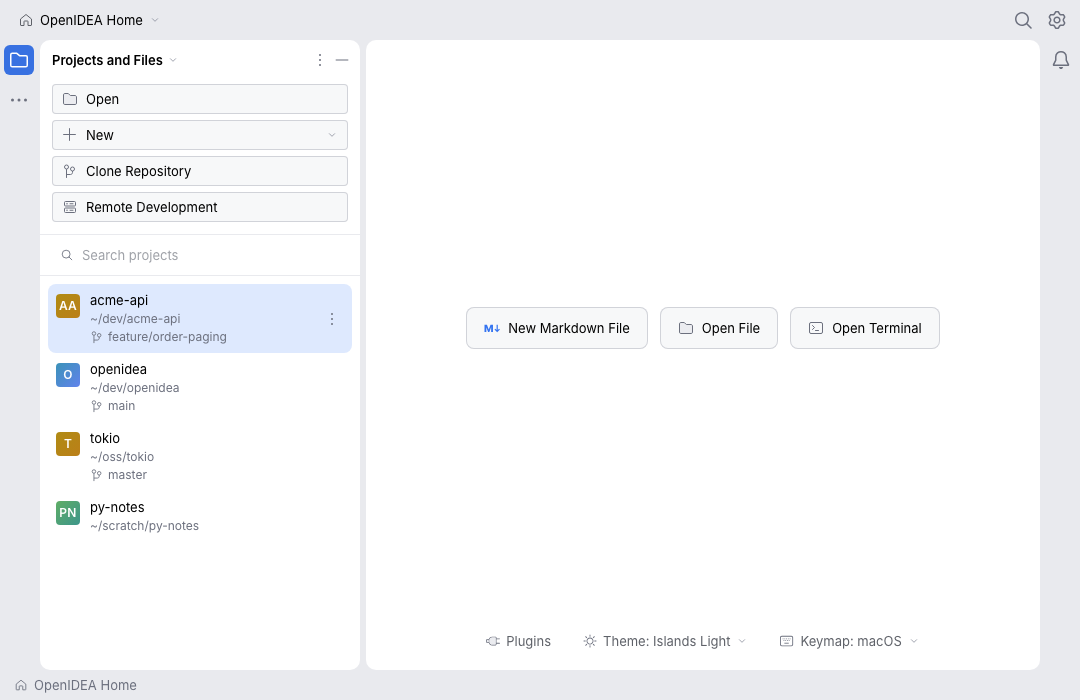 OpenIDEA Home
Projects and Files
Open
New
Clone Repository
Remote Development
Search projects
AA
acme-api
~/dev/acme-api
feature/order-paging
O
openidea
~/dev/openidea
main
T
tokio
~/oss/tokio
master
PN
py-notes
~/scratch/py-notes
M↓ New Markdown File
Open File
Open Terminal
Plugins
Theme: Islands Light
Keymap: macOS
OpenIDEA Home